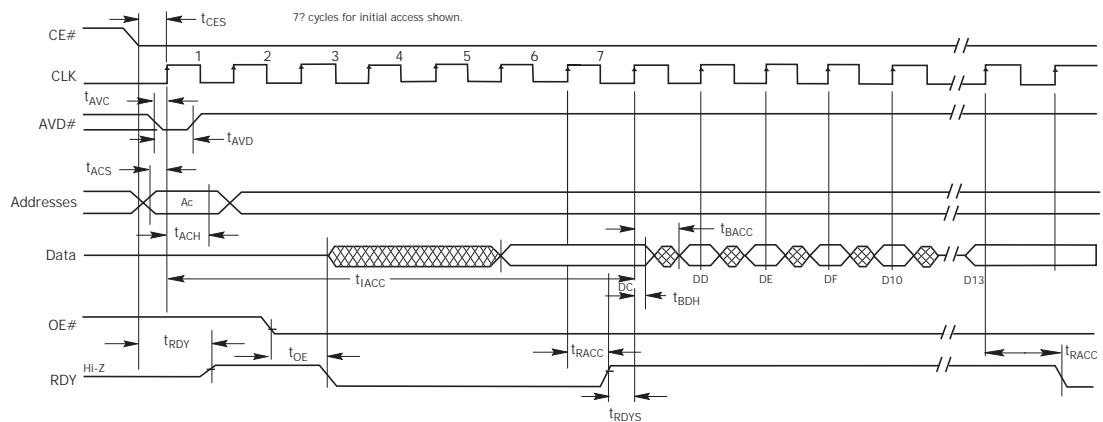 7? cycles for initial access shown.
tCES
CE#
1 2 3 4 5 6 7
CLK
tAVC
AVD#
tAVD
tACS
Addresses
Ac
tACH
tBACC
Data
tIACC
DC
DD
DE
DF
D10
D13
tBDH
OE#
tRDY
tOE
tRACC
tRACC
Hi-Z
RDY
tRDYS